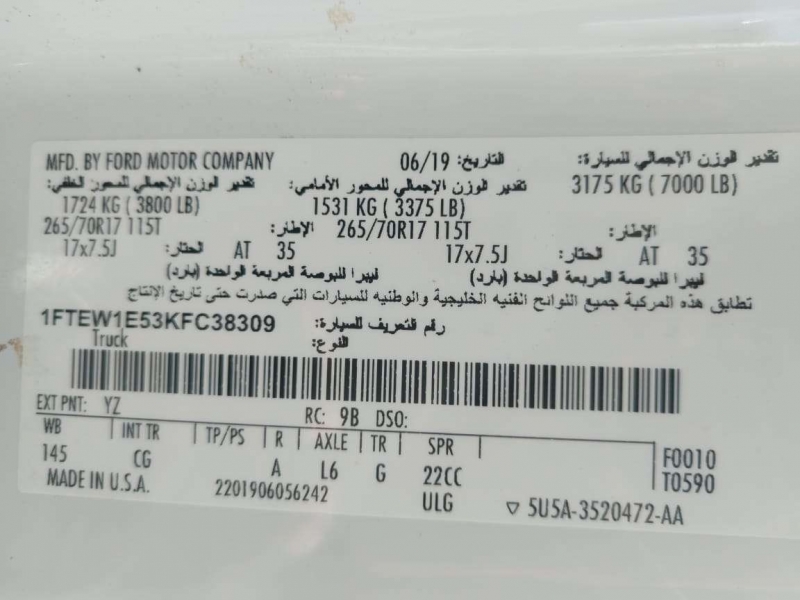 MFD. BY FORD MOTOR COMPANY 06/19 التاريخ: تقدير الوزن الإجمالي للسيارة:
تقدير الوزن الإجمالي للمحور الخلفي: تقدير الوزن الإجمالي للمحور الأمامي: 3175 KG ( 7000 LB)
1724 KG ( 3800 LB) 1531 KG ( 3375 LB)
265/70R17 115T الإطار: 265/70R17 115T الإطار:
17x7.5J الحتار: AT 35 17x7.5J الحتار: AT 35
ليبرا للبوصة المربعة الواحدة (بارد) ليبرا للبوصة المربعة الواحدة (بارد)
تطابق هذه المركبة جميع اللوائح الفنيه الخليجية والوطنيه للسيارات التي صدرت حتى تاريخ الإنتاج
1FTEW1E53KFC38309 رقم التعريف للسيارة:
Truck النوع:
EXT PNT: YZ RC: 9B DSO:
WB INT TR TP/PS R AXLE TR SPR F0010
145 CG A L6 G 22CC T0590
MADE IN U.S.A. 2201906056242 ULG ▽ 5U5A-3520472-AA